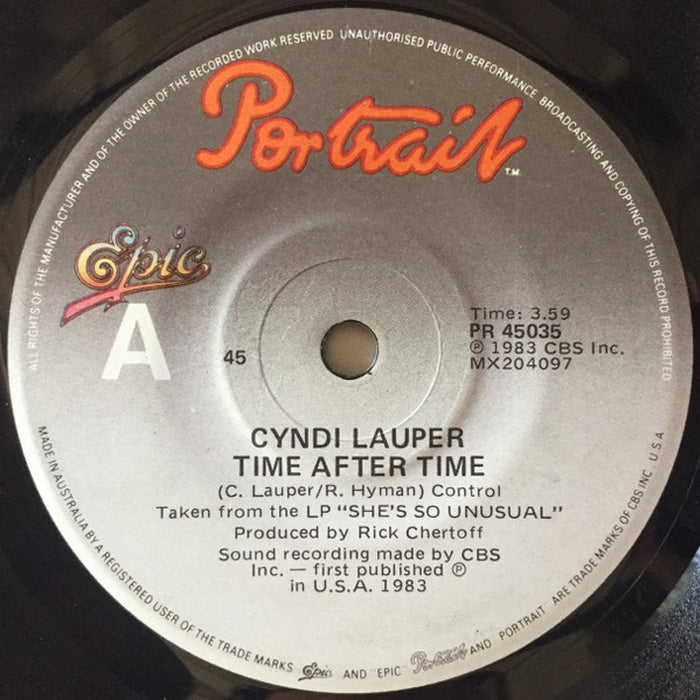 ALL RIGHTS OF THE MANUFACTURER AND OF THE OWNER OF THE RECORDED WORK RESERVED UNAUTHORISED PUBLIC PERFORMANCE BROADCASTING AND COPYING OF THIS RECORD PROHIBITED
Portrait
T.M.
Epic
A
45
Time: 3.59
PR 45035
℗ 1983 CBS Inc.
MX204097
CYNDI LAUPER
TIME AFTER TIME
(C. Lauper/R. Hyman) Control
Taken from the LP "SHE'S SO UNUSUAL"
Produced by Rick Chertoff
Sound recording made by CBS
Inc. — first published ℗
in U.S.A. 1983
MADE IN AUSTRALIA BY A REGISTERED USER OF THE TRADE MARKS Epic AND "EPIC" Portrait AND PORTRAIT ARE TRADE MARKS OF CBS INC. U S A